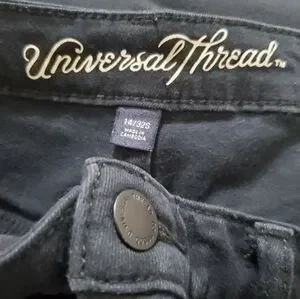 Universal Thread™
14/32S
MADE IN
CAMBODIA